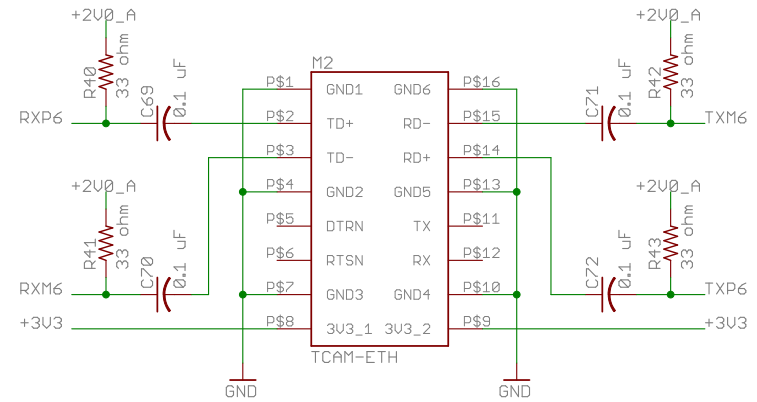 +2V0_A
+2V0_A
R40
33 ohm
C69
0.1 uF
M2
C71
0.1 uF
R42
33 ohm
P$1
GND1
GND6
P$16
RXP6
P$2
TD+
RD-
P$15
TXM6
P$3
TD-
RD+
P$14
+2V0_A
P$4
GND2
GND5
P$13
+2V0_A
R41
33 ohm
C70
0.1 uF
P$5
DTRN
TX
P$11
C72
0.1 uF
R43
33 ohm
P$6
RTSN
RX
P$12
RXM6
P$7
GND3
GND4
P$10
TXP6
+3V3
P$8
3V3_1
3V3_2
P$9
+3V3
TCAM-ETH
GND
GND